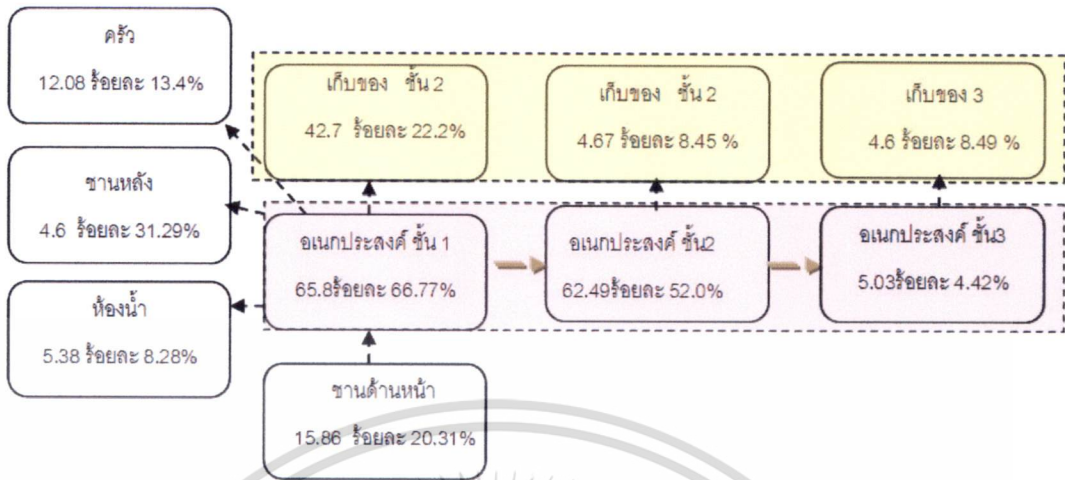 ครัว
12.08 ร้อยละ 13.4%
เก็บของ ชั้น 2
42.7 ร้อยละ 22.2%
เก็บของ ชั้น 2
4.67 ร้อยละ 8.45 %
เก็บของ 3
4.6 ร้อยละ 8.49 %
ชานหลัง
4.6 ร้อยละ 31.29%
อเนกประสงค์ ชั้น 1
65.8ร้อยละ 66.77%
อเนกประสงค์ ชั้น2
62.49ร้อยละ 52.0%
อเนกประสงค์ ชั้น3
5.03ร้อยละ 4.42%
ห้องน้ำ
5.38 ร้อยละ 8.28%
ชานด้านหน้า
15.86 ร้อยละ 20.31%